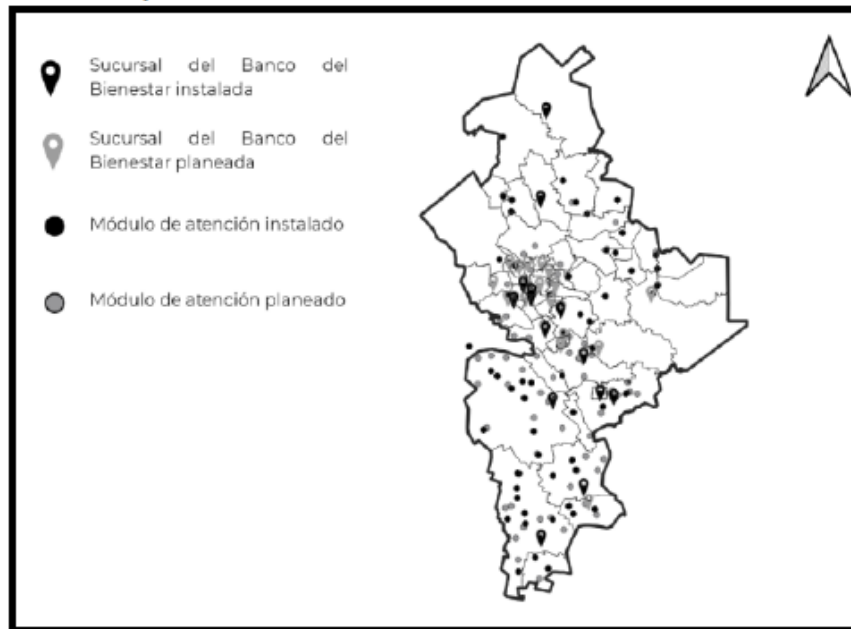 Sucursal del Banco del
Bienestar instalada
Sucursal del Banco del
Bienestar planeada
Módulo de atención instalado
Módulo de atención planeado